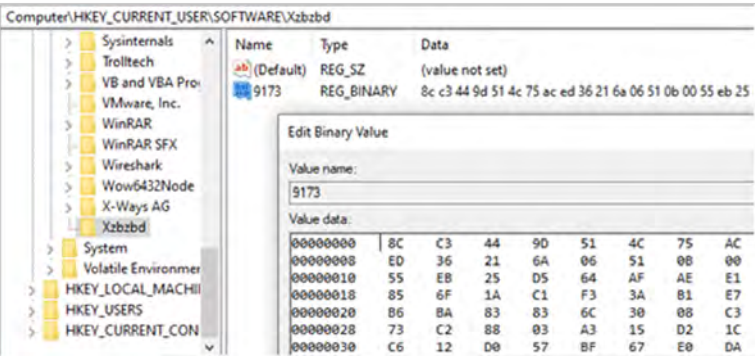 Computer\HKEY_CURRENT_USER\SOFTWARE\Xzbzbd
Sysinternals
Trolltech
VB and VBA Pro
VMware, Inc.
WinRAR
WinRAR SFX
Wireshark
Wow6432Node
X-Ways AG
Xzbzbd
System
Volatile Environmer
HKEY_LOCAL_MACHI
HKEY_USERS
HKEY_CURRENT_CON
Name Type Data
ab (Default) REG_SZ (value not set)
9173 REG_BINARY 8c c3 44 9d 51 4c 75 ac ed 36 21 6a 06 51 0b 00 55 eb 25
Edit Binary Value
Value name:
9173
Value data:
00000000 8C C3 44 9D 51 4C 75 AC
00000008 ED 36 21 6A 06 51 0B 00
00000010 55 EB 25 D5 64 AF AE E1
00000018 85 6F 1A C1 F3 3A B1 E7
00000020 B6 BA 83 83 6C 30 08 C3
00000028 73 C2 88 03 A3 15 D2 1C
00000030 C6 12 D0 57 BF 67 E0 DA